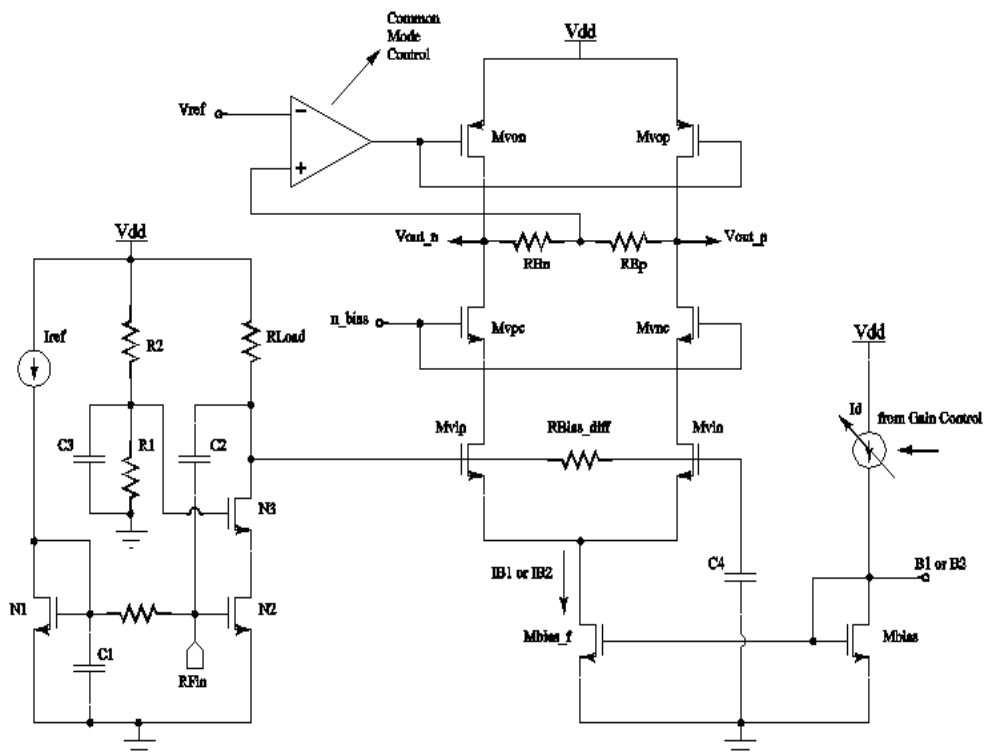 Common
Mode
Control
Vdd
Vref
−
+
Mvon
Mvop
Vout_n
Vout_p
RBn
RBp
Vdd
n_bias
Mvpc
Mvnc
Vdd
Iref
R2
RLoad
Id
from Gain Control
Mvip
RBias_diff
Mvin
C3
R1
C2
N3
IB1 or IB2
C4
B1 or B2
N1
N2
Mbias_f
Mbias
C1
RFin